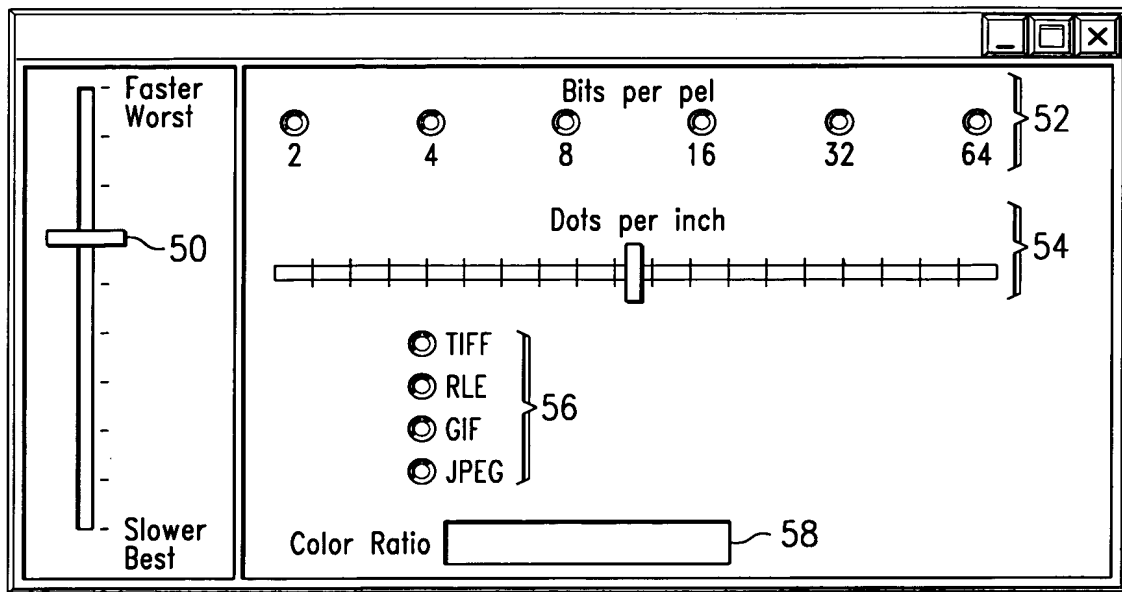 Faster
Worst
50
Slower
Best
Bits per pel
2 4 8 16 32 64
52
Dots per inch
54
TIFF
RLE
GIF
JPEG
56
Color Ratio
58